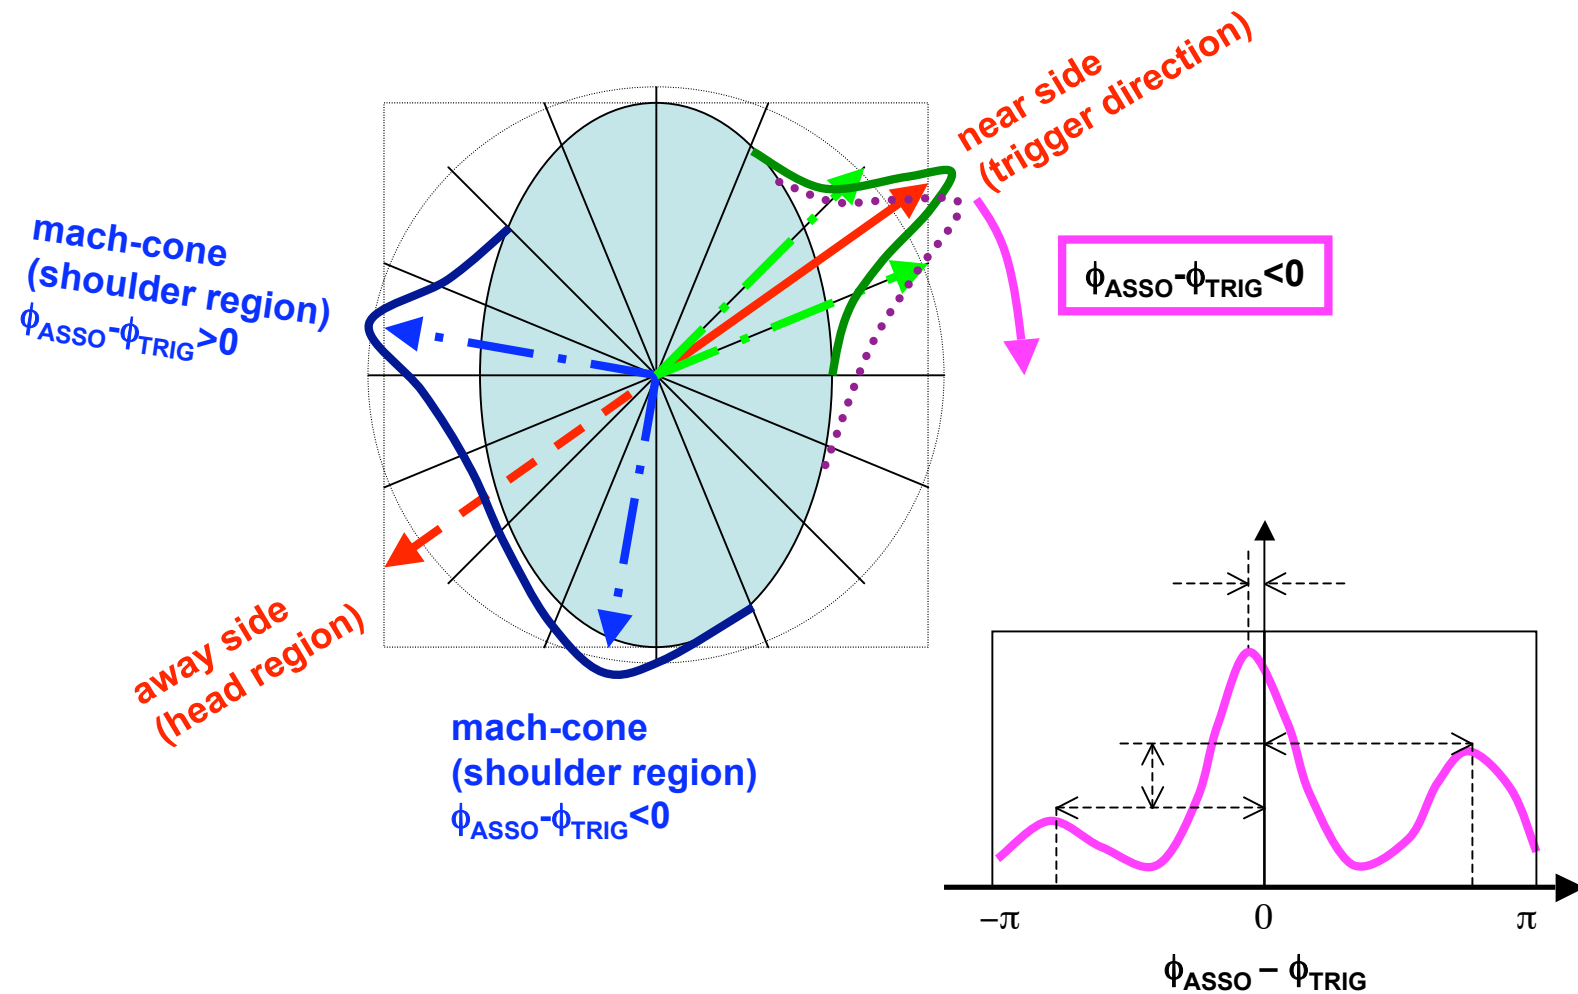 near side
(trigger direction)
mach-cone
(shoulder region)
ϕASSO-ϕTRIG>0
ϕASSO-ϕTRIG<0
away side
(head region)
mach-cone
(shoulder region)
ϕASSO-ϕTRIG<0
−π 0 π
ϕASSO – ϕTRIG